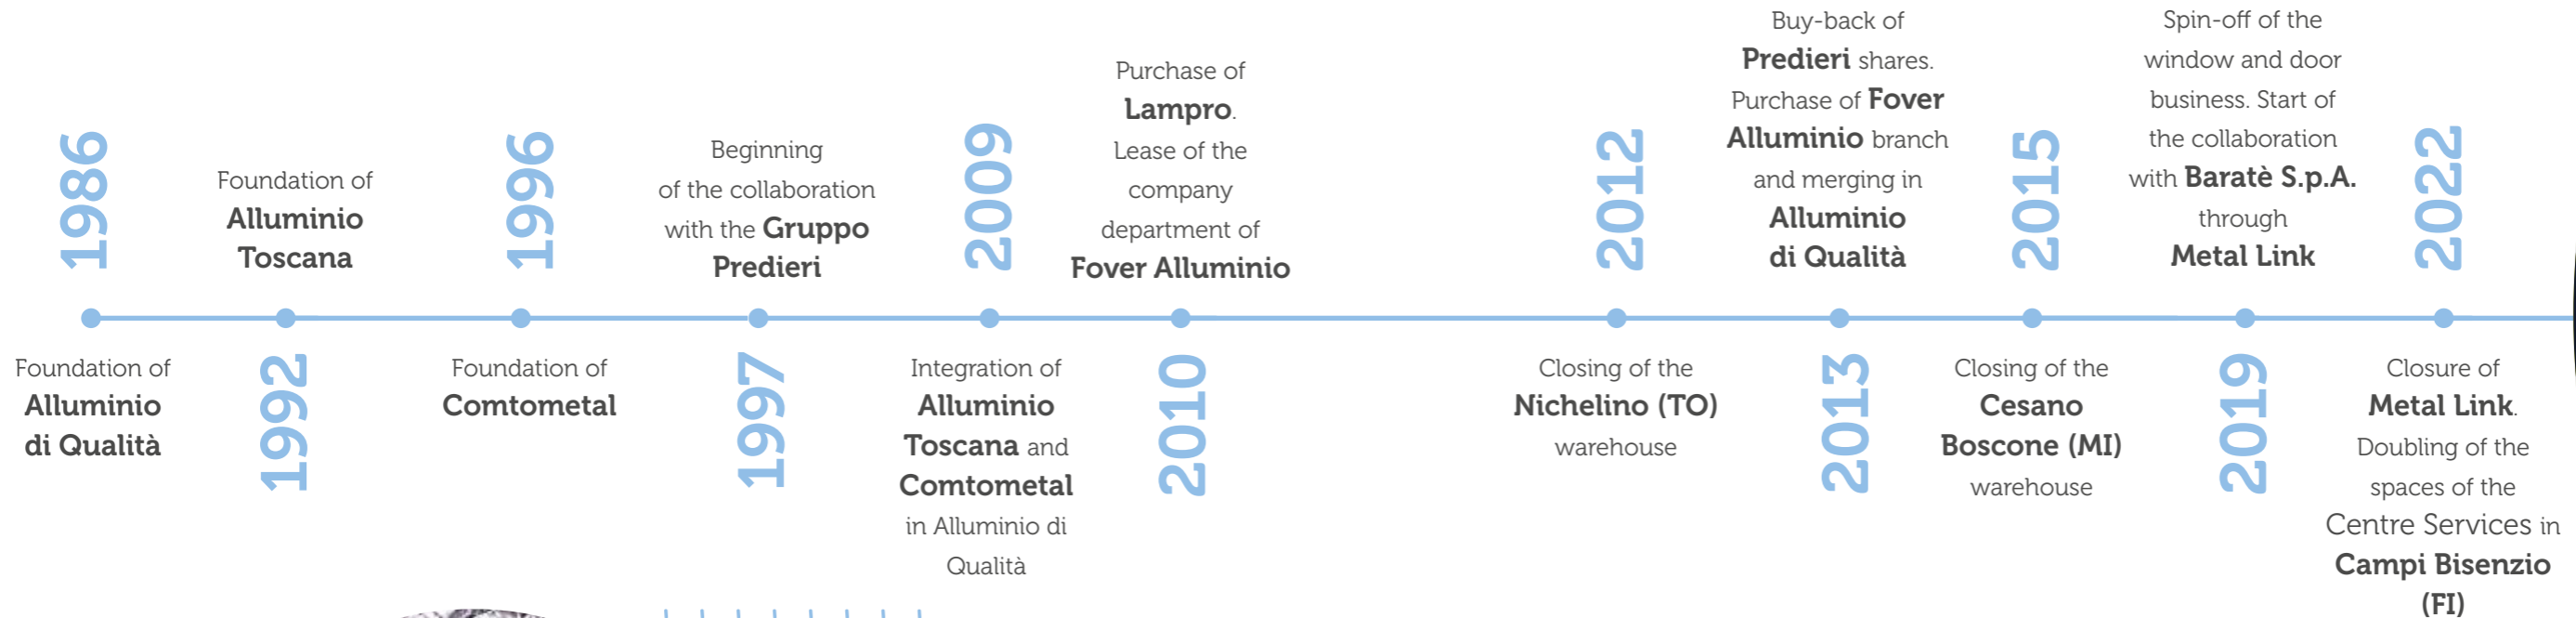 1986
Foundation of
Alluminio
di Qualità
Foundation of
Alluminio
Toscana
1992
1996
Foundation of
Comtometal
Beginning
of the collaboration
with the Gruppo
Predieri
1997
2009
Integration of
Alluminio
Toscana and
Comtometal
in Alluminio di
Qualità
Purchase of
Lampro.
Lease of the
company
department of
Fover Alluminio
2010
2012
Closing of the
Nichelino (TO)
warehouse
Buy-back of
Predieri shares.
Purchase of Fover
Alluminio branch
and merging in
Alluminio
di Qualità
2013
2015
Closing of the
Cesano
Boscone (MI)
warehouse
Spin-off of the
window and door
business. Start of
the collaboration
with Baratè S.p.A.
through
Metal Link
2019
2022
Closure of
Metal Link.
Doubling of the
spaces of the
Centre Services in
Campi Bisenzio
(FI)